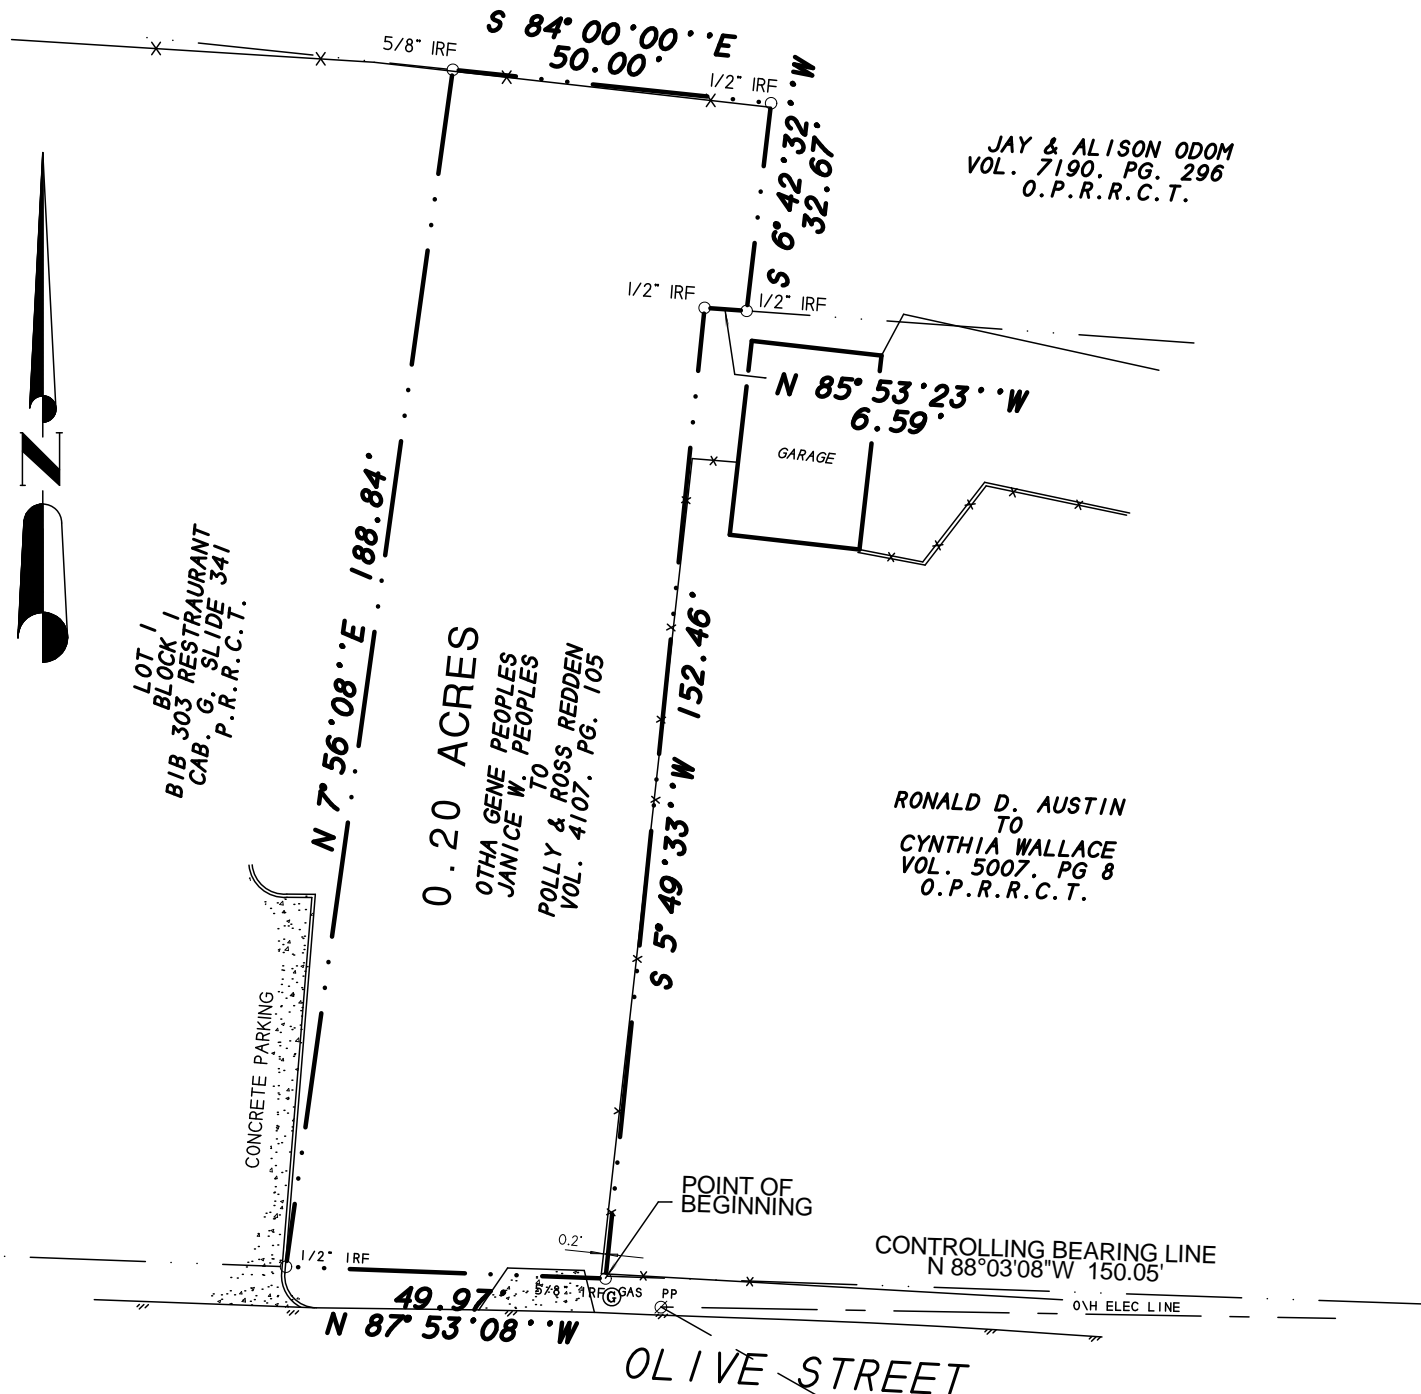 S 84°00'00''E
50.00'
5/8" IRF
1/2" IRF
S 6°42'32''W
32.67'
JAY & ALISON ODOM
VOL. 7190. PG. 296
O.P.R.R.C.T.
1/2" IRF
1/2" IRF
N 85°53'23''W
6.59'
GARAGE
N
N 7°56'08''E 188.84'
LOT 1
BLOCK 1
BIB 303 RESTRAURANT
CAB. G. SLIDE 341
P.R.R.C.T.
0.20 ACRES
OTHA GENE PEOPLES
JANICE W. PEOPLES
TO
POLLY & ROSS REDDEN
VOL. 4107. PG. 105
S 5°49'33''W 152.46'
RONALD D. AUSTIN
TO
CYNTHIA WALLACE
VOL. 5007. PG 8
O.P.R.R.C.T.
CONCRETE PARKING
POINT OF
BEGINNING
0.2'
1/2" IRF
CONTROLLING BEARING LINE
N 88°03'08"W 150.05'
5/8" IRF
G
GAS
PP
O\H ELEC LINE
49.97'
N 87°53'08''W
OLIVE STREET